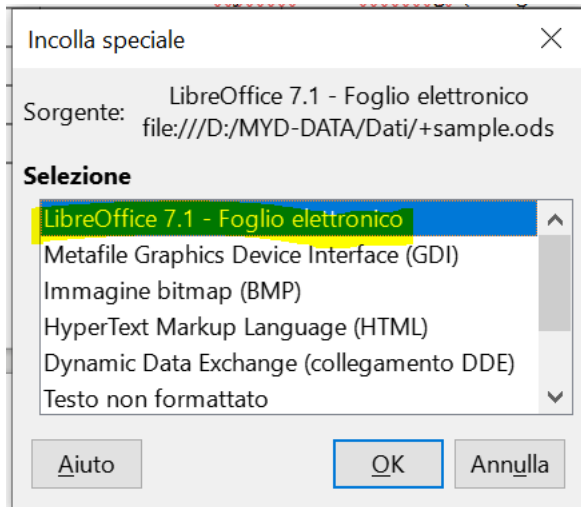 Incolla speciale
Sorgente:
LibreOffice 7.1 - Foglio elettronico
file:///D:/MYD-DATA/Dati/+sample.ods
Selezione
LibreOffice 7.1 - Foglio elettronico
Metafile Graphics Device Interface (GDI)
Immagine bitmap (BMP)
HyperText Markup Language (HTML)
Dynamic Data Exchange (collegamento DDE)
Testo non formattato
Aiuto
OK
Annulla